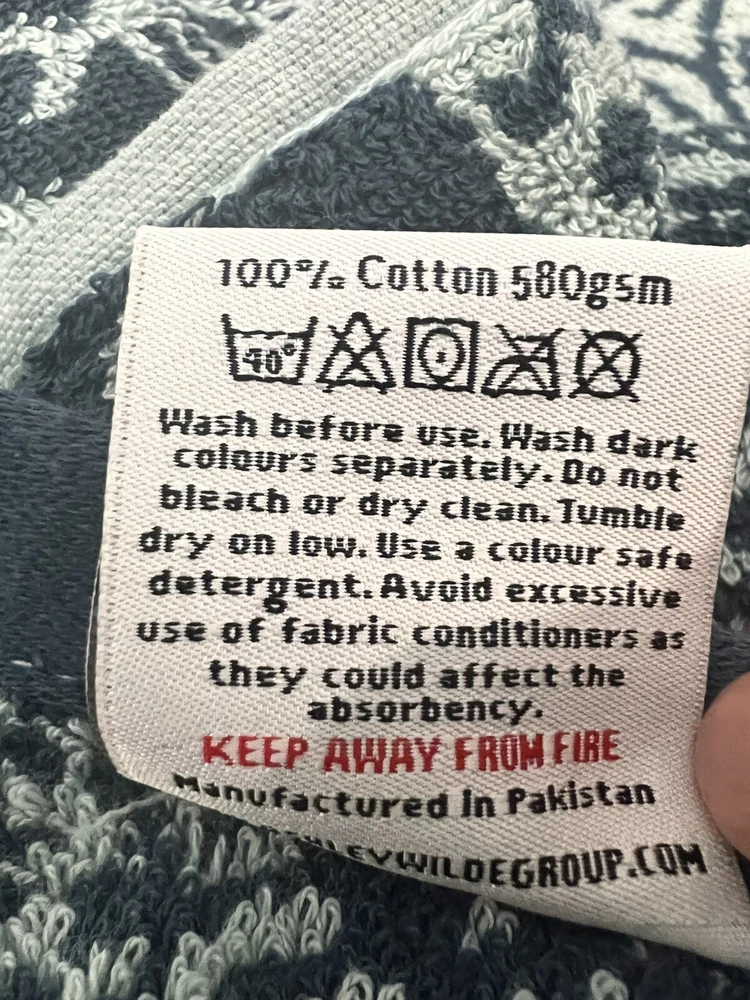 100% Cotton 580gsm
40°
Wash before use. Wash dark
colours separately. Do not
bleach or dry clean. Tumble
dry on low. Use a colour safe
detergent. Avoid excessive
use of fabric conditioners as
they could affect the
absorbency.
KEEP AWAY FROM FIRE
Manufactured In Pakistan